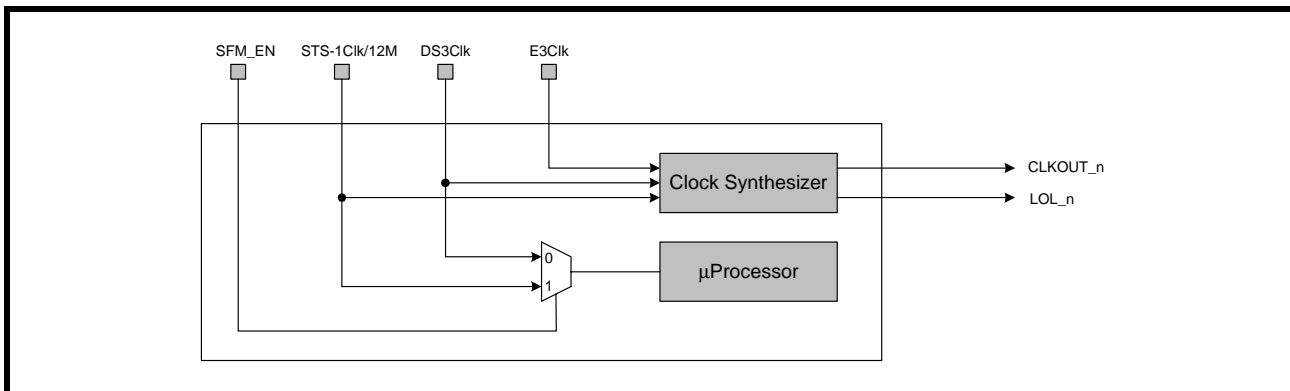 SFM_EN STS-1Clk/12M DS3Clk E3Clk
Clock Synthesizer
CLKOUT_n
LOL_n
0
1
μProcessor